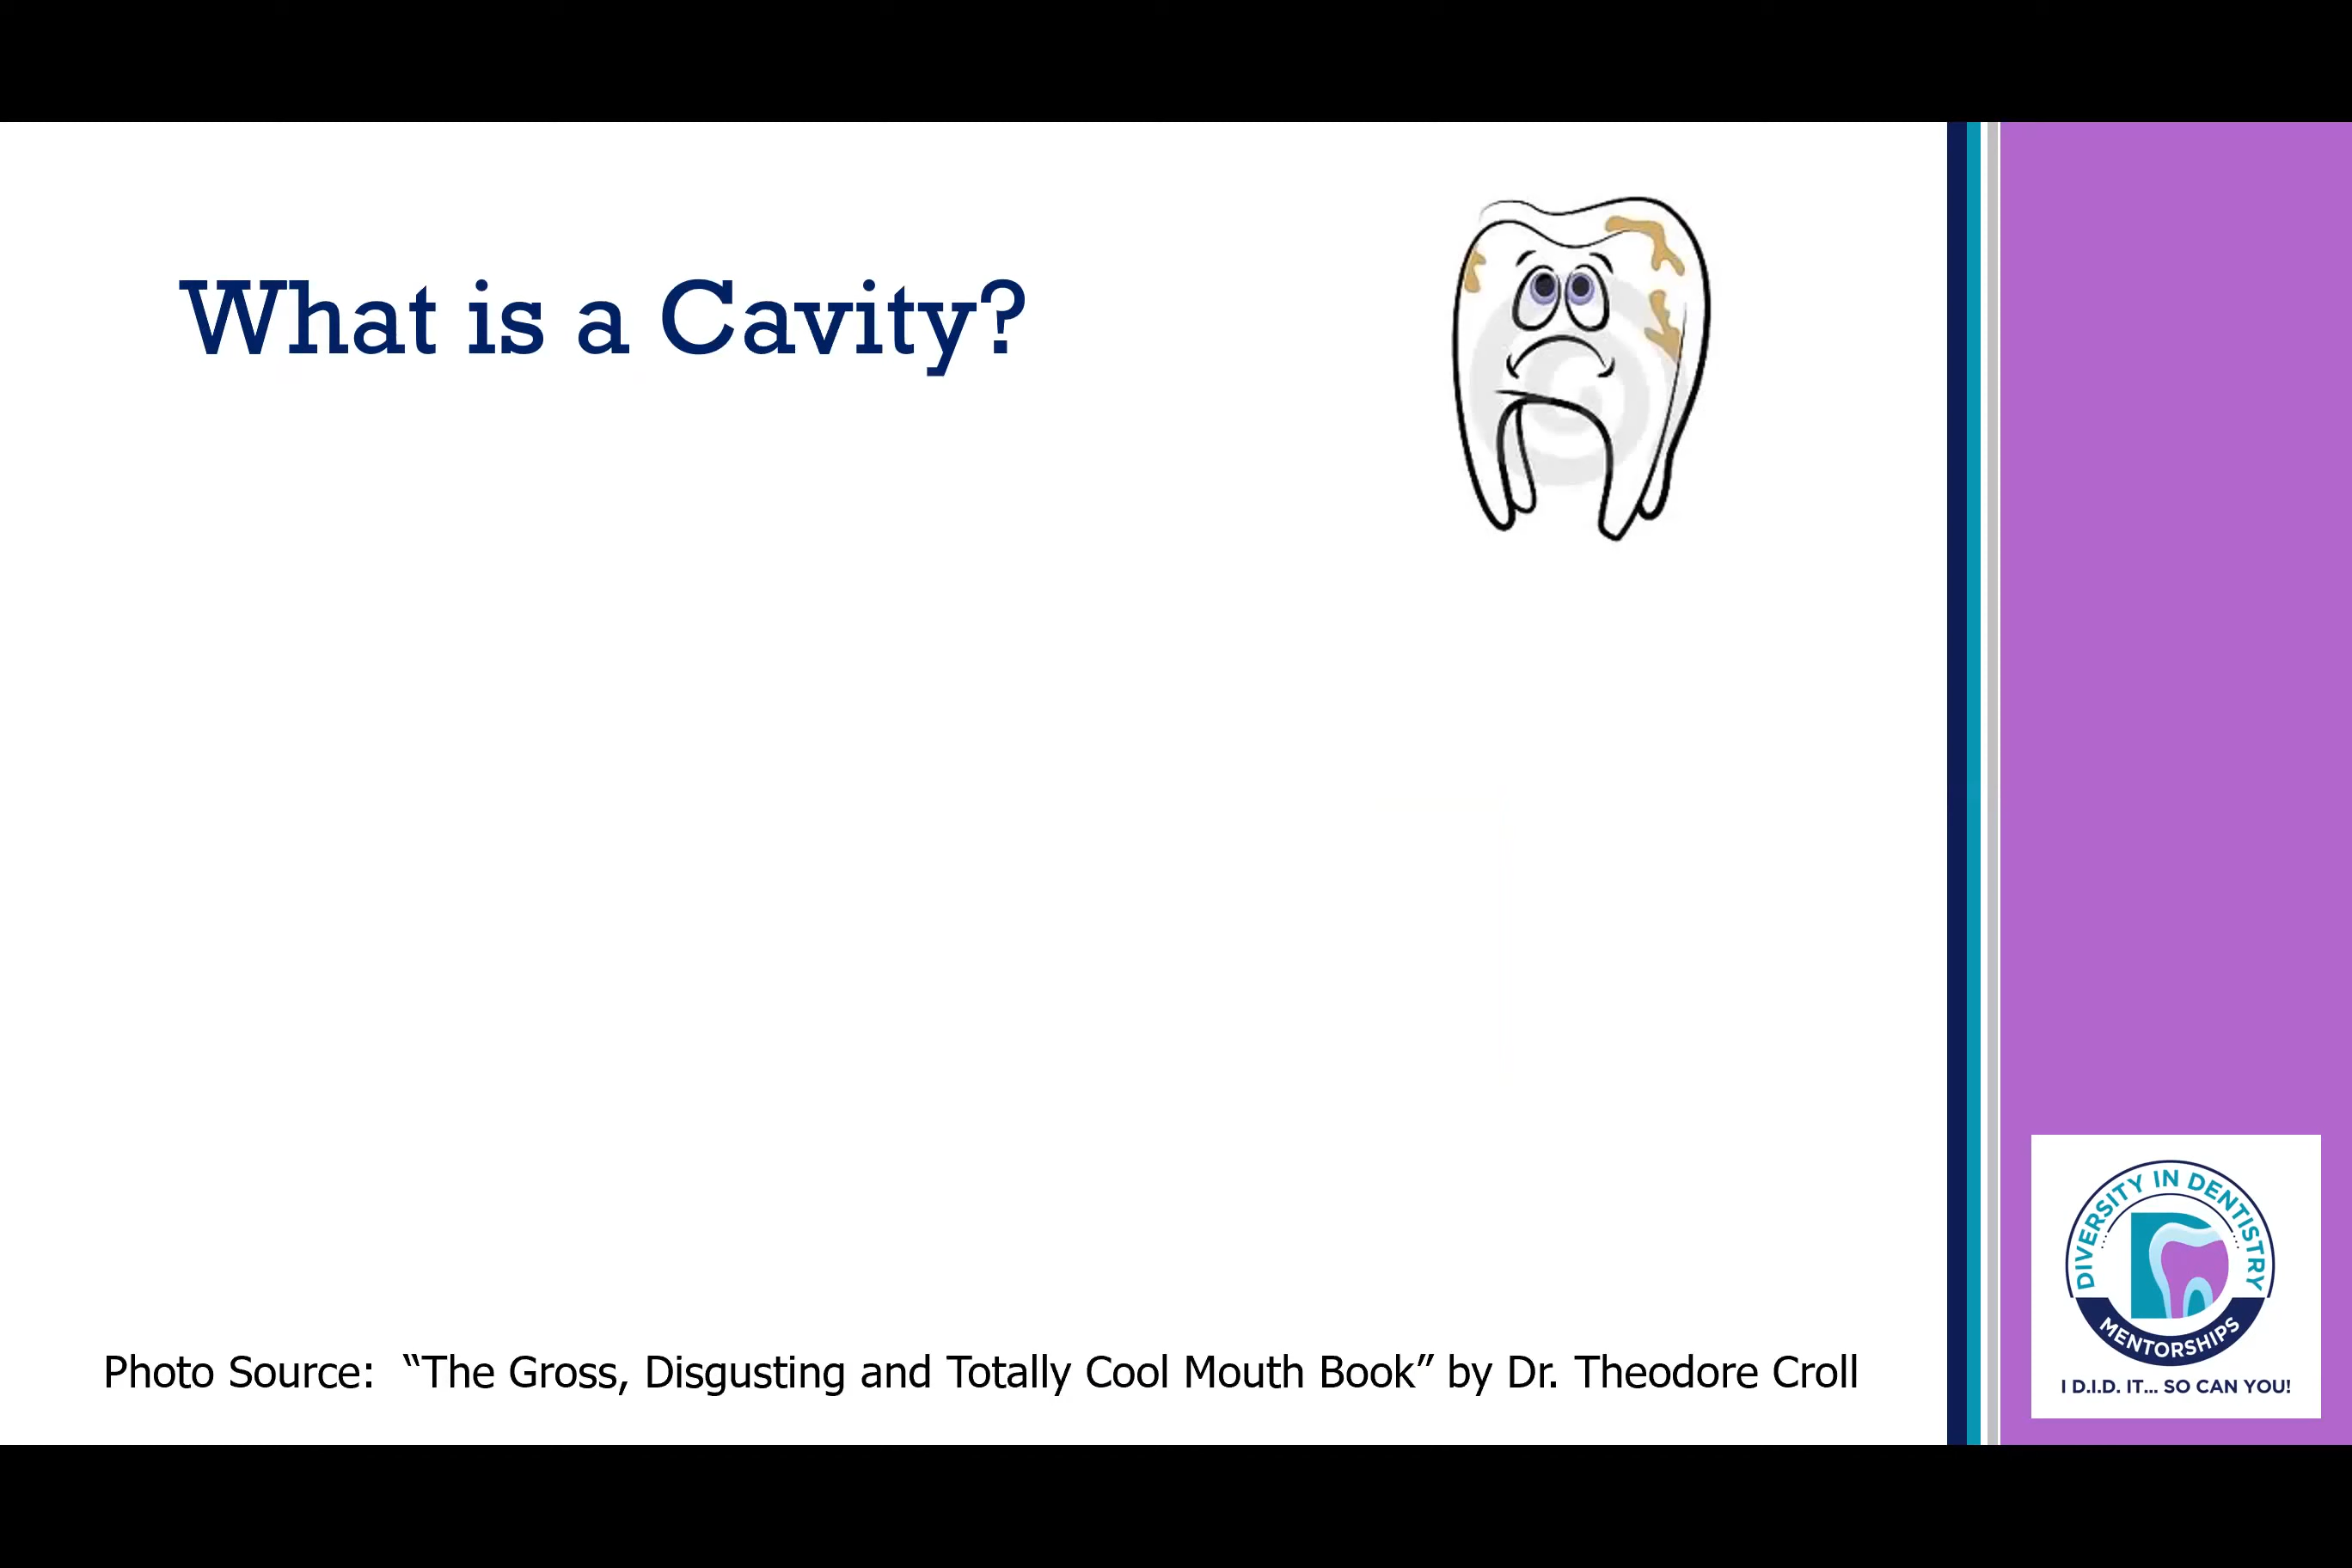 What is a Cavity?
Photo Source:  “The Gross, Disgusting and Totally Cool Mouth Book” by Dr. Theodore Croll
DIVERSITY IN DENTISTRY
MENTORSHIPS
I D.I.D. IT... SO CAN YOU!